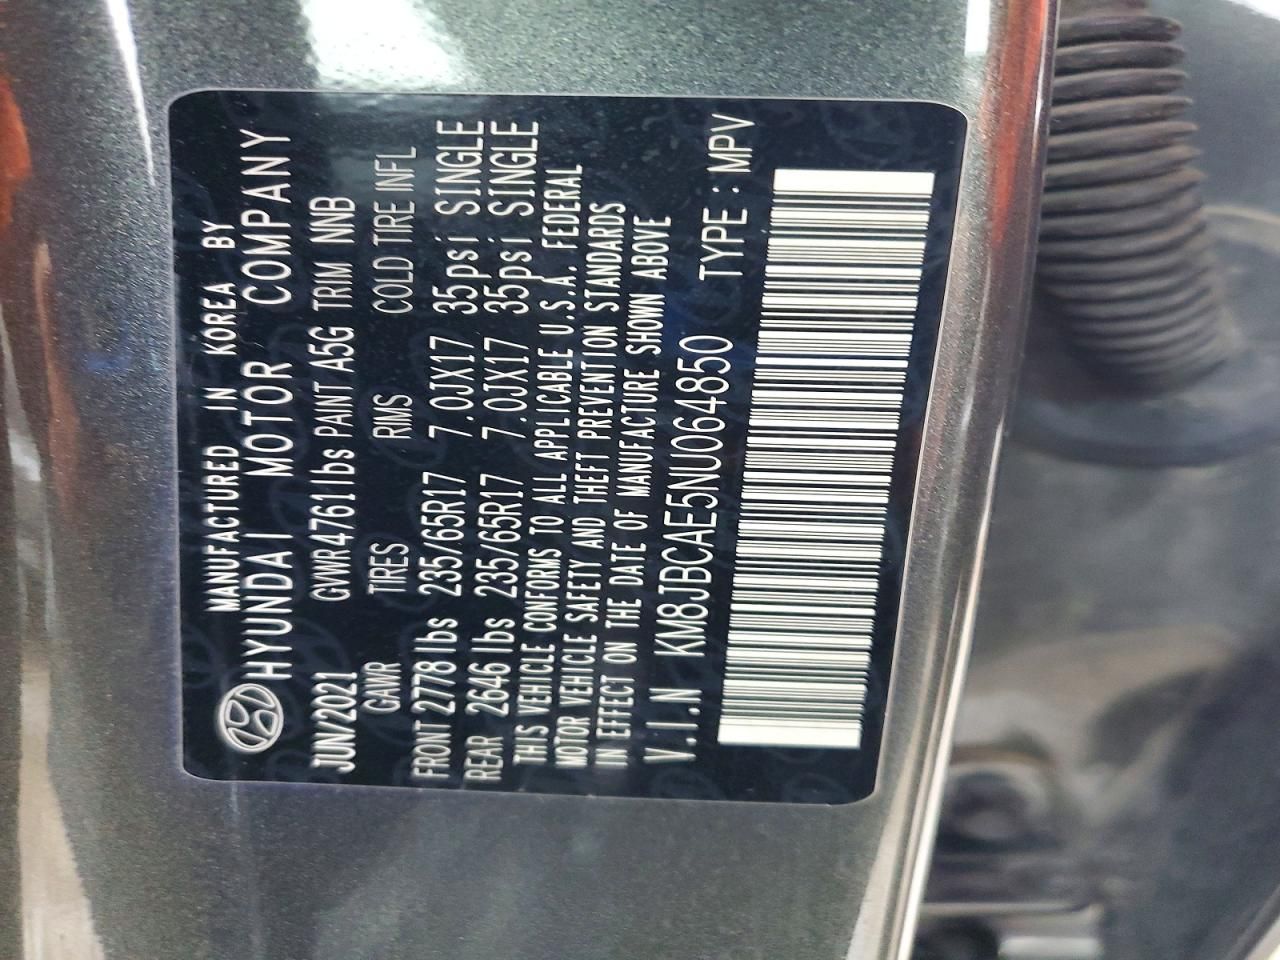 MANUFACTURED IN KOREA BY
HYUNDAI MOTOR COMPANY
JUN/2021 GVWR4761lbs PAINT A5G TRIM NNB
GAWR TIRES RIMS COLD TIRE INFL
FRONT 2778 lbs 235/65R17 7.0JX17 35psi SINGLE
REAR 2646 lbs 235/65R17 7.0JX17 35psi SINGLE
THIS VEHICLE CONFORMS TO ALL APPLICABLE U.S.A. FEDERAL
MOTOR VEHICLE SAFETY AND THEFT PREVENTION STANDARDS
IN EFFECT ON THE DATE OF MANUFACTURE SHOWN ABOVE
V.I.N KM8JBCAE5NU064850 TYPE : MPV